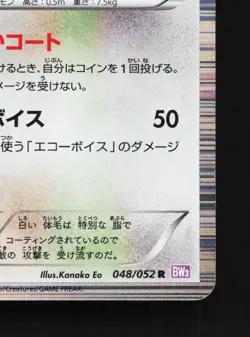 モン 高さ：0.5m 重さ：7.5kg
いコート
けるとき、自分はコインを1回投げる。
メージを受けない。
ボイス 50
使う「エコーボイス」のダメージ
白い 体毛は 特別な 脂で
コーティングされているので
敵の 攻撃を 受け流すのだ。
Illus.Kanako Eo 048/052 R BW3
/Creatures/GAME FREAK.